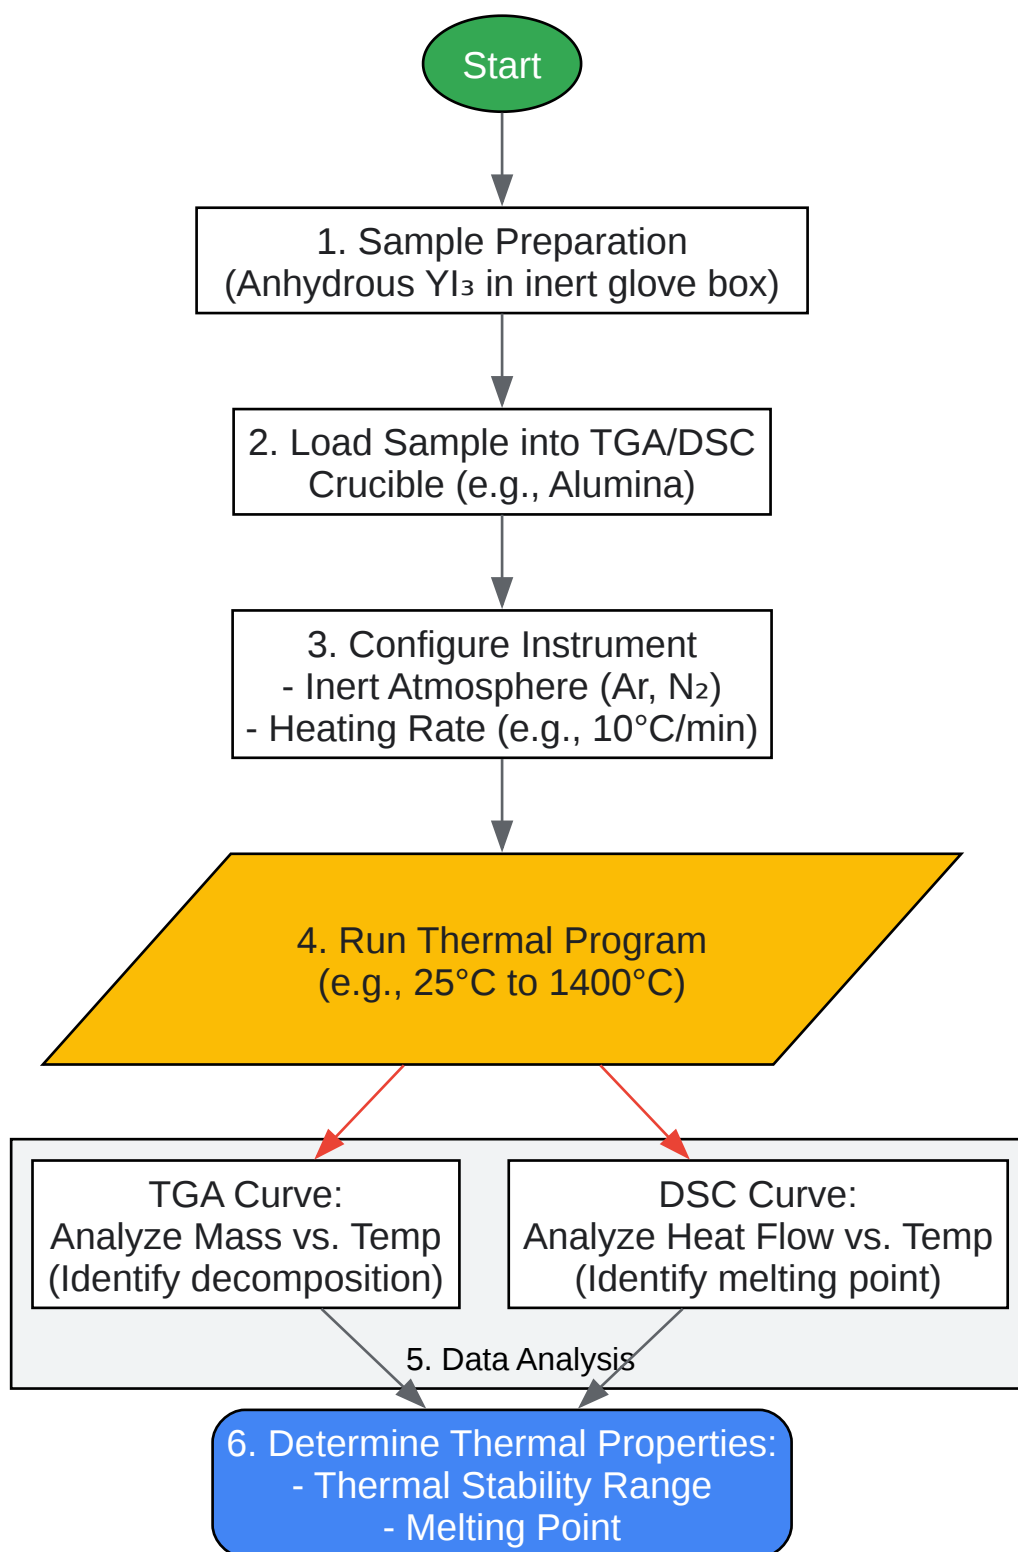 Start
1. Sample Preparation
(Anhydrous YI₃ in inert glove box)
2. Load Sample into TGA/DSC
Crucible (e.g., Alumina)
3. Configure Instrument
- Inert Atmosphere (Ar, N₂)
- Heating Rate (e.g., 10°C/min)
4. Run Thermal Program
(e.g., 25°C to 1400°C)
TGA Curve:
Analyze Mass vs. Temp
(Identify decomposition)
DSC Curve:
Analyze Heat Flow vs. Temp
(Identify melting point)
5. Data Analysis
6. Determine Thermal Properties:
- Thermal Stability Range
- Melting Point